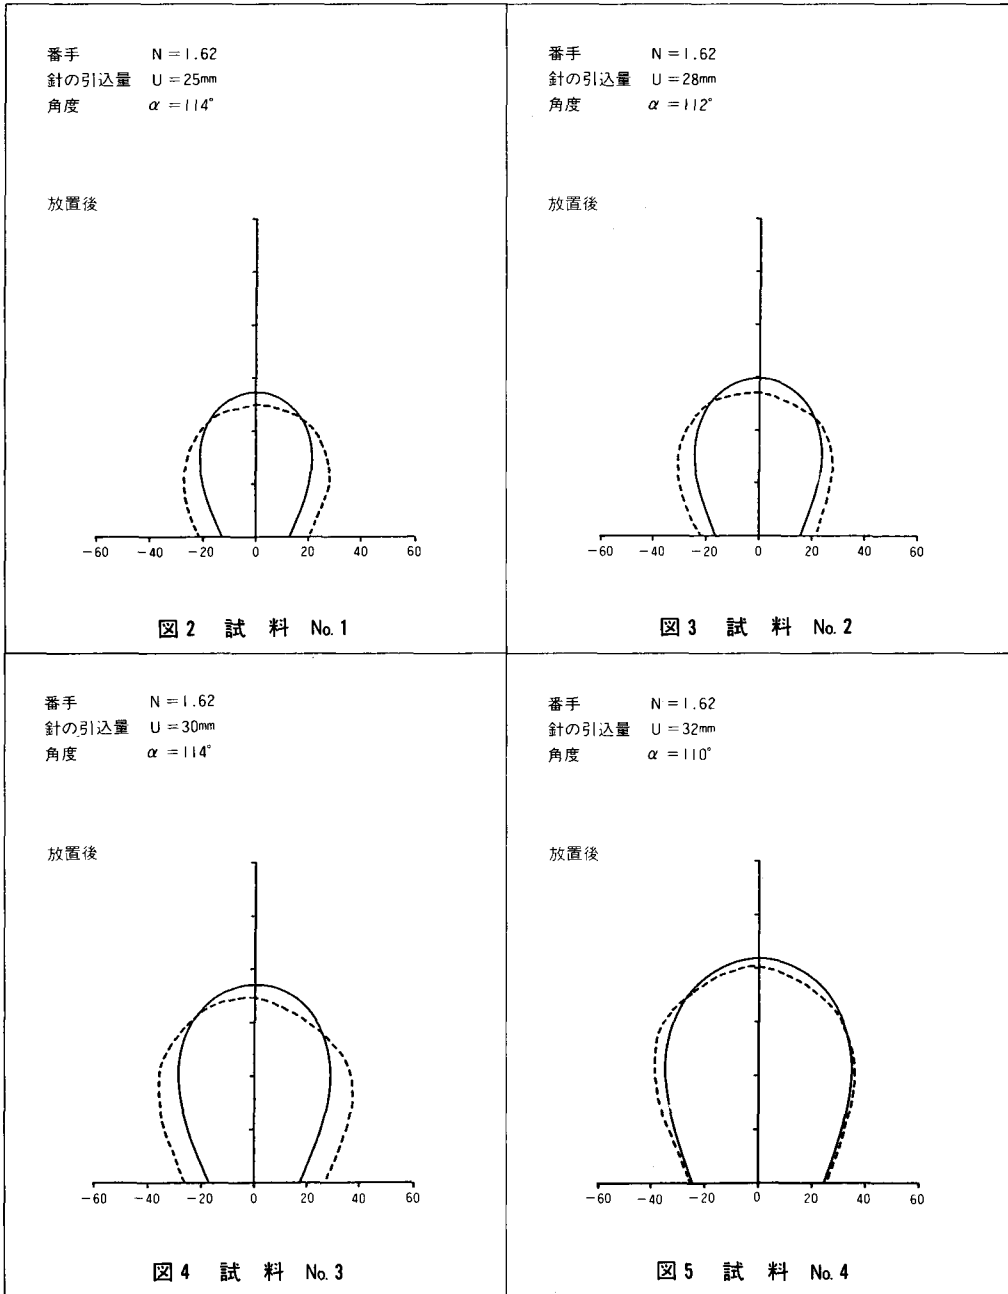 番手 N=1.62
針の引込量 U=25mm
角度 α=114°
放置後
-60 -40 -20 0 20 40 60
図2 試料 No.1
番手 N=1.62
針の引込量 U=28mm
角度 α=112°
放置後
-60 -40 -20 0 20 40 60
図3 試料 No.2
番手 N=1.62
針の引込量 U=30mm
角度 α=114°
放置後
-60 -40 -20 0 20 40 60
図4 試料 No.3
番手 N=1.62
針の引込量 U=32mm
角度 α=110°
放置後
-60 -40 -20 0 20 40 60
図5 試料 No.4